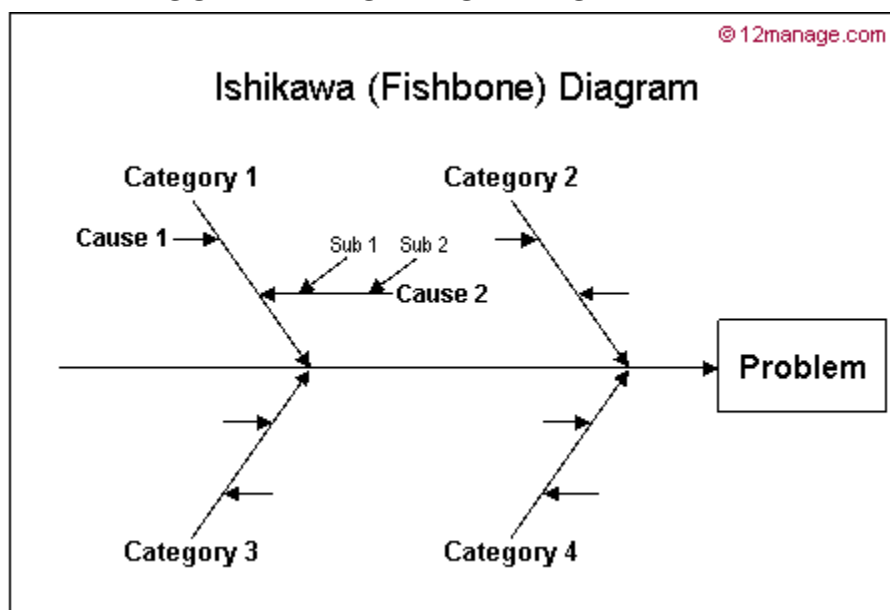 ©12manage.com
Ishikawa (Fishbone) Diagram
Category 1
Category 2
Cause 1
Sub 1
Sub 2
Cause 2
Problem
Category 3
Category 4